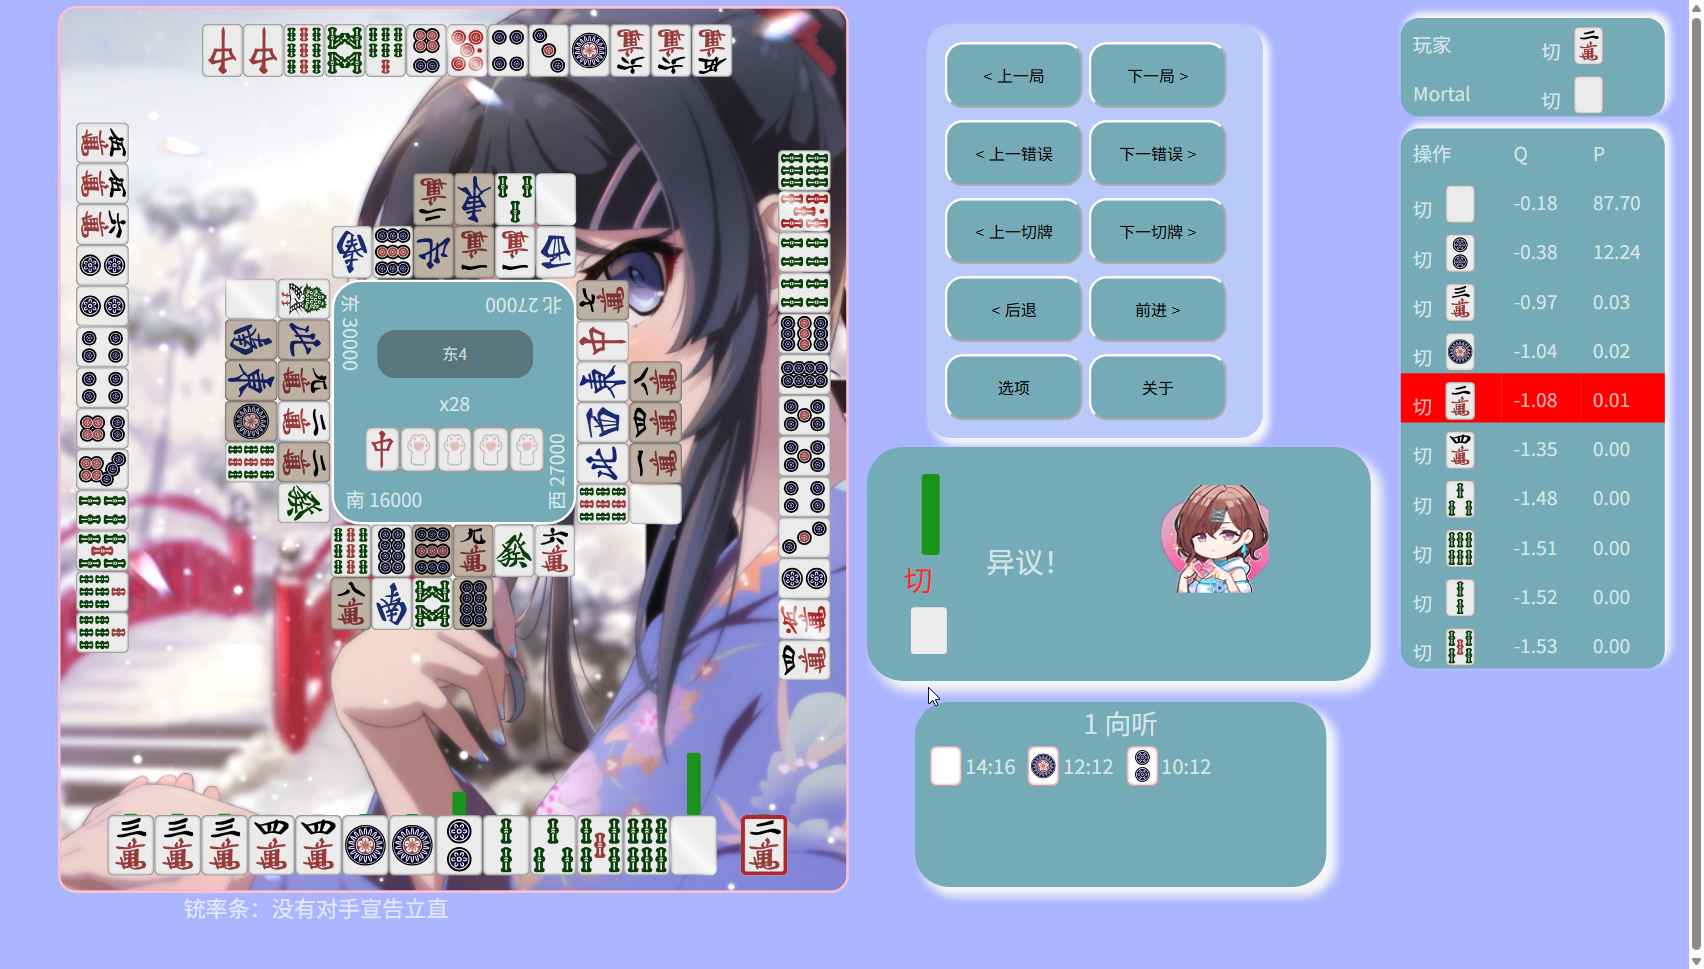 < 上一局
下一局 >
< 上一错误
下一错误 >
< 上一切牌
下一切牌 >
< 后退
前进 >
选项
关于
玩家 切
Mortal 切
操作 Q P
切 -0.18 87.70
切 -0.38 12.24
切 -0.97 0.03
切 -1.04 0.02
切 -1.08 0.01
切 -1.35 0.00
切 -1.48 0.00
切 -1.51 0.00
切 -1.52 0.00
切 -1.53 0.00
北 27000
东 30000
东4
x28
南 16000
西 27000
切
异议！
1 向听
14:16 12:12 10:12
铳率条：没有对手宣告立直